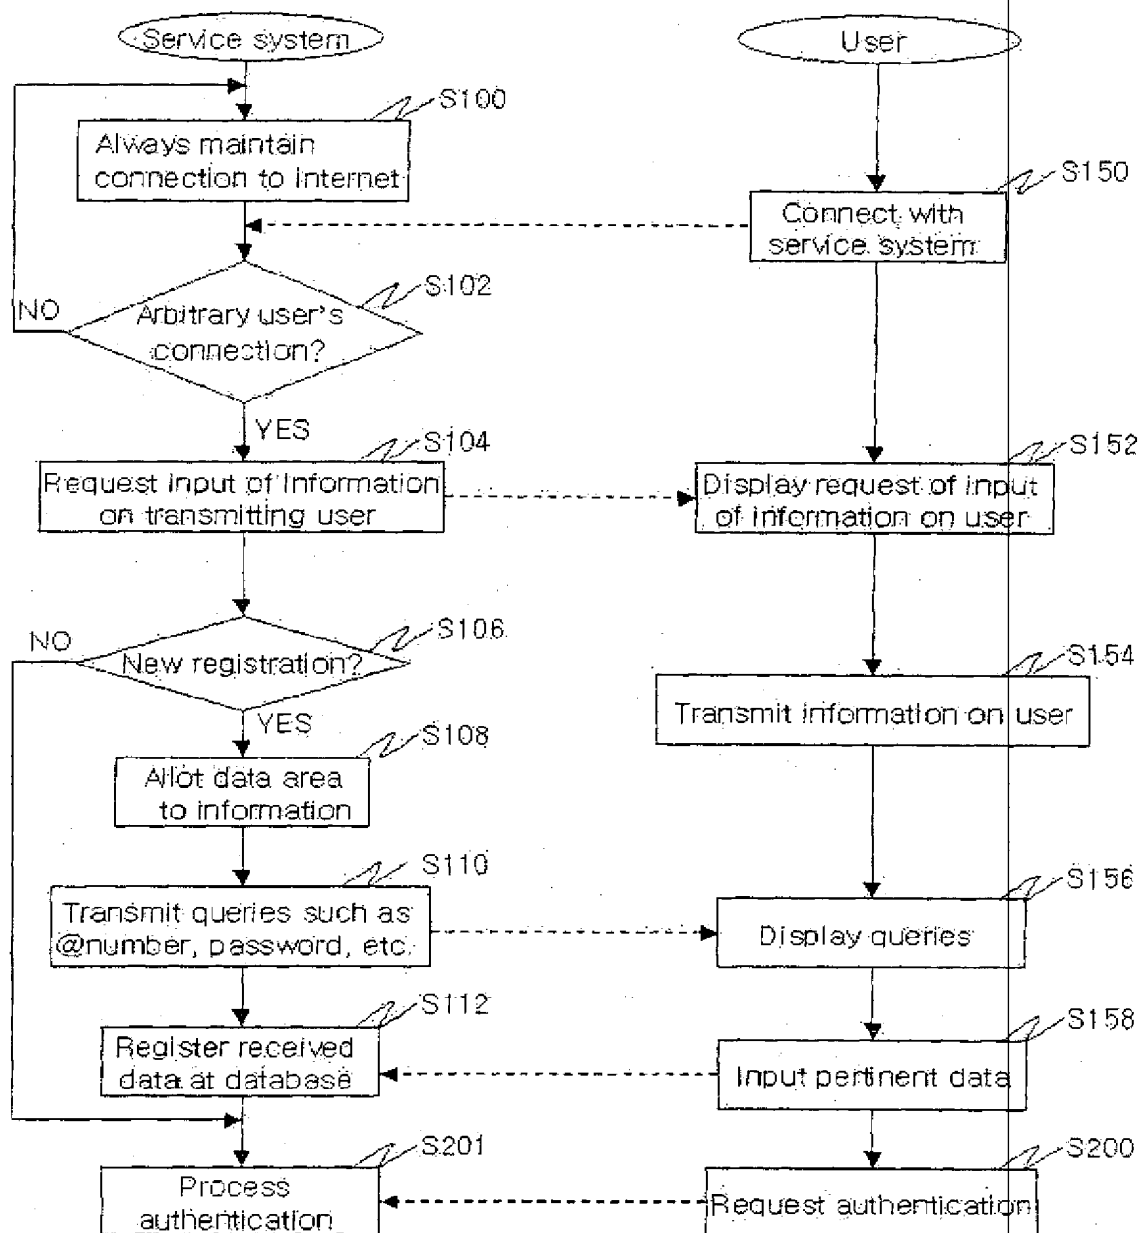 Service system
User
S100
Always maintain
connection to Internet
S150
Connect with
service system
S102
NO
Arbitrary user's
connection?
YES
S104
Request input of information
on transmitting user
S152
Display request of input
of information on user
S106
NO
New registration?
YES
S154
Transmit information on user
S108
Allot data area
to information
S110
Transmit queries such as
@number, password, etc.
S156
Display queries
S112
Register received
data at database
S158
Input pertinent data
S201
Process
authentication
S200
Request authentication